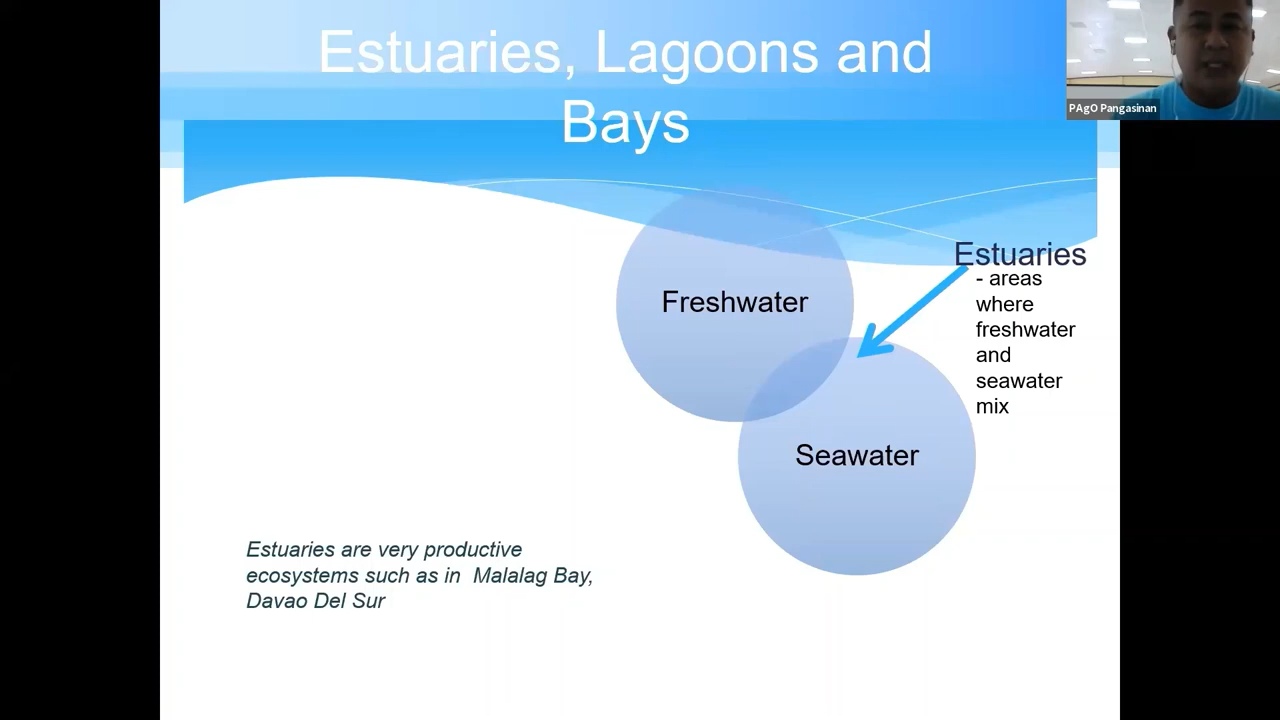 Estuaries, Lagoons and
Bays
PAgO Pangasinan
Estuaries
- areas
where
freshwater
and
seawater
mix
Freshwater
Seawater
Estuaries are very productive
ecosystems such as in  Malalag Bay,
Davao Del Sur